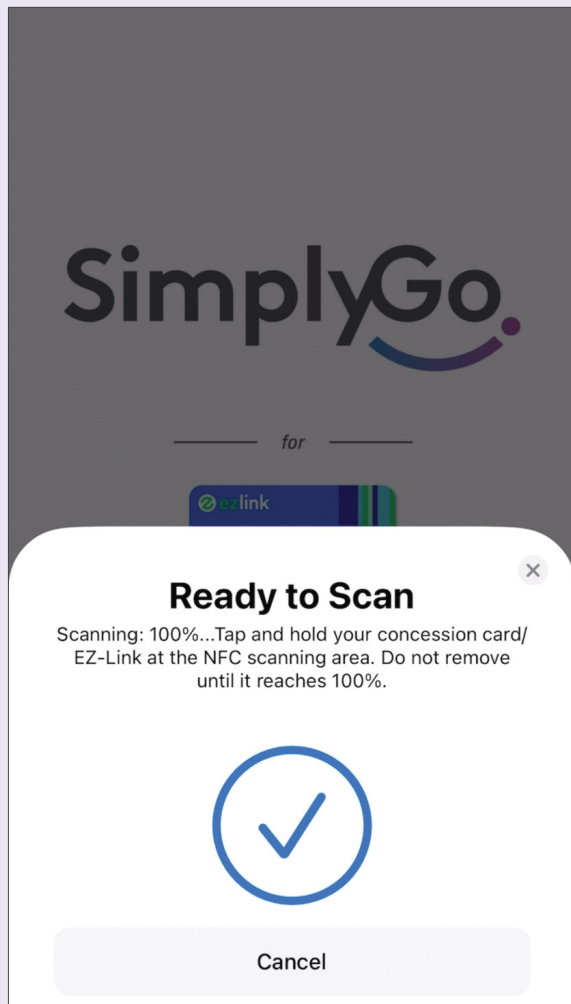 SimplyGo
for
ezlink
Ready to Scan
Scanning: 100%...Tap and hold your concession card/
EZ-Link at the NFC scanning area. Do not remove
until it reaches 100%.
Cancel